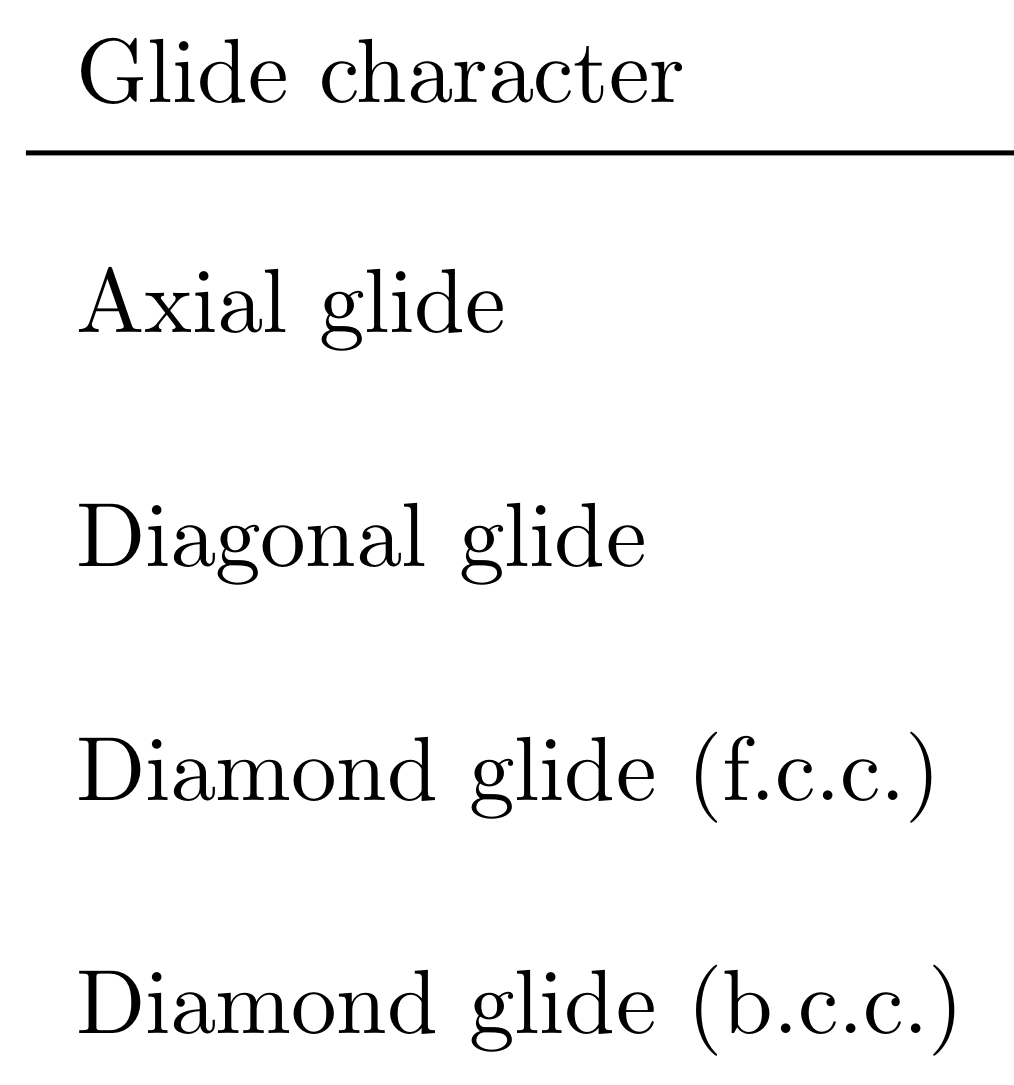 Glide character
Axial glide
Diagonal glide
Diamond glide (f.c.c.)
Diamond glide (b.c.c.)